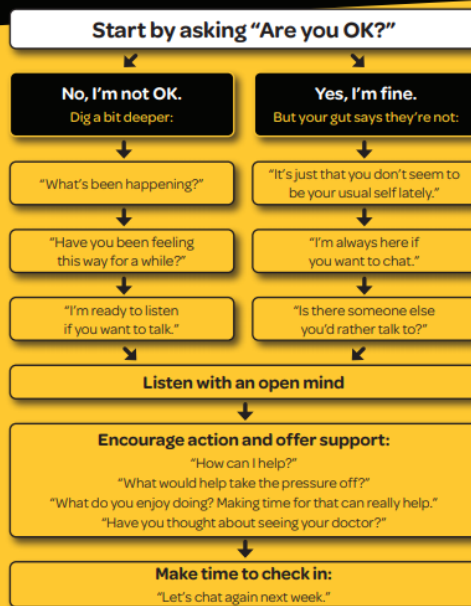 Start by asking “Are you OK?”
No, I’m not OK.
Dig a bit deeper:
“What’s been happening?”
“Have you been feeling
this way for a while?”
“I’m ready to listen
if you want to talk.”
Yes, I’m fine.
But your gut says they’re not:
“It’s just that you don’t seem to
be your usual self lately.”
“I’m always here if
you want to chat.”
“Is there someone else
you’d rather talk to?”
Listen with an open mind
Encourage action and offer support:
“How can I help?”
“What would help take the pressure off?”
“What do you enjoy doing? Making time for that can really help.”
“Have you thought about seeing your doctor?”
Make time to check in:
“Let’s chat again next week.”